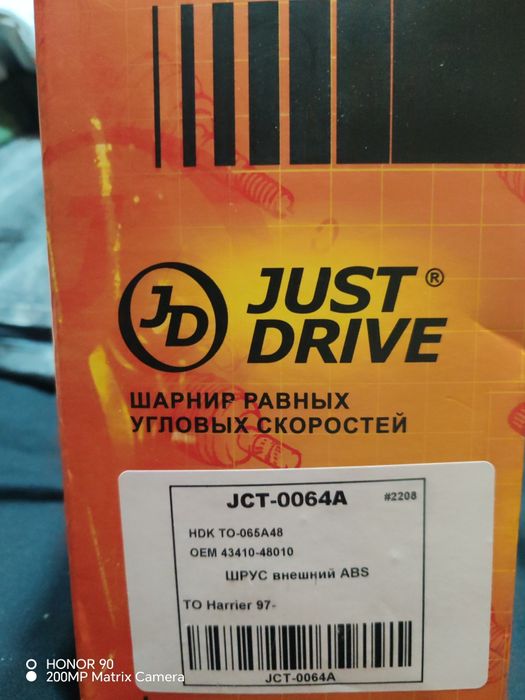 JD
JUST ®
DRIVE
ШАРНИР РАВНЫХ
УГЛОВЫХ СКОРОСТЕЙ
JCT-0064A #2208
HDK TO-065A48
OEM 43410-48010
ШРУС внешний ABS
TO Harrier 97-
JCT-0064A
HONOR 90
200MP Matrix Camera